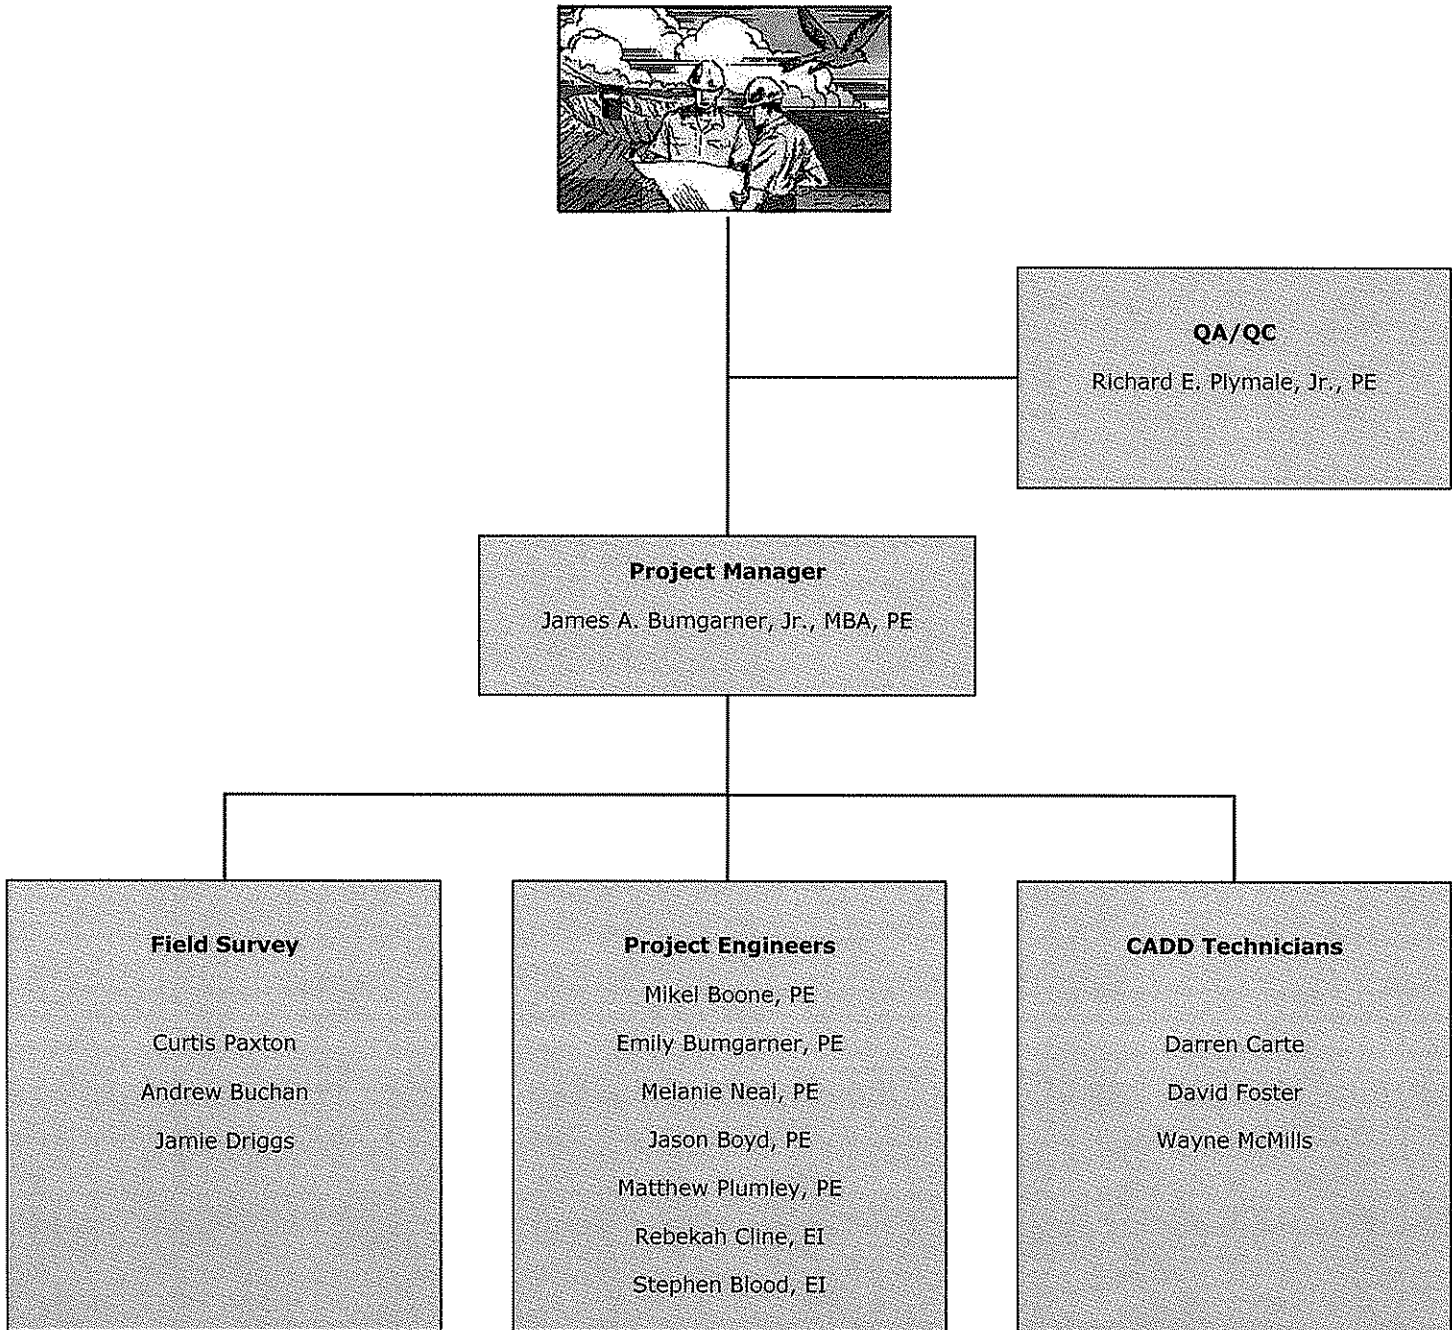 QA/QC
Richard E. Plymale, Jr., PE
Project Manager
James A. Bumgarner, Jr., MBA, PE
Field Survey
Curtis Paxton
Andrew Buchan
Jamie Driggs
Project Engineers
Mikel Boone, PE
Emily Bumgarner, PE
Melanie Neal, PE
Jason Boyd, PE
Matthew Plumley, PE
Rebekah Cline, EI
Stephen Blood, EI
CADD Technicians
Darren Carte
David Foster
Wayne McMills